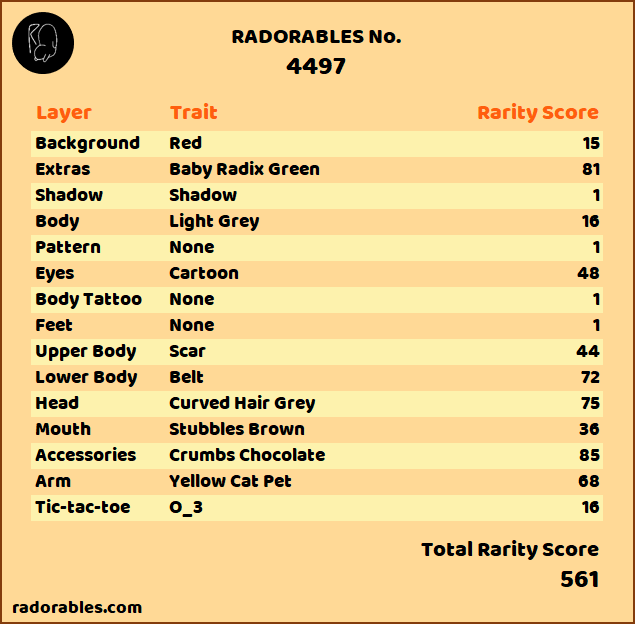 RADORABLES No.
4497
Layer Trait Rarity Score
Background Red 15
Extras Baby Radix Green 81
Shadow Shadow 1
Body Light Grey 16
Pattern None 1
Eyes Cartoon 48
Body Tattoo None 1
Feet None 1
Upper Body Scar 44
Lower Body Belt 72
Head Curved Hair Grey 75
Mouth Stubbles Brown 36
Accessories Crumbs Chocolate 85
Arm Yellow Cat Pet 68
Tic-tac-toe O_3 16
Total Rarity Score
561
radorables.com